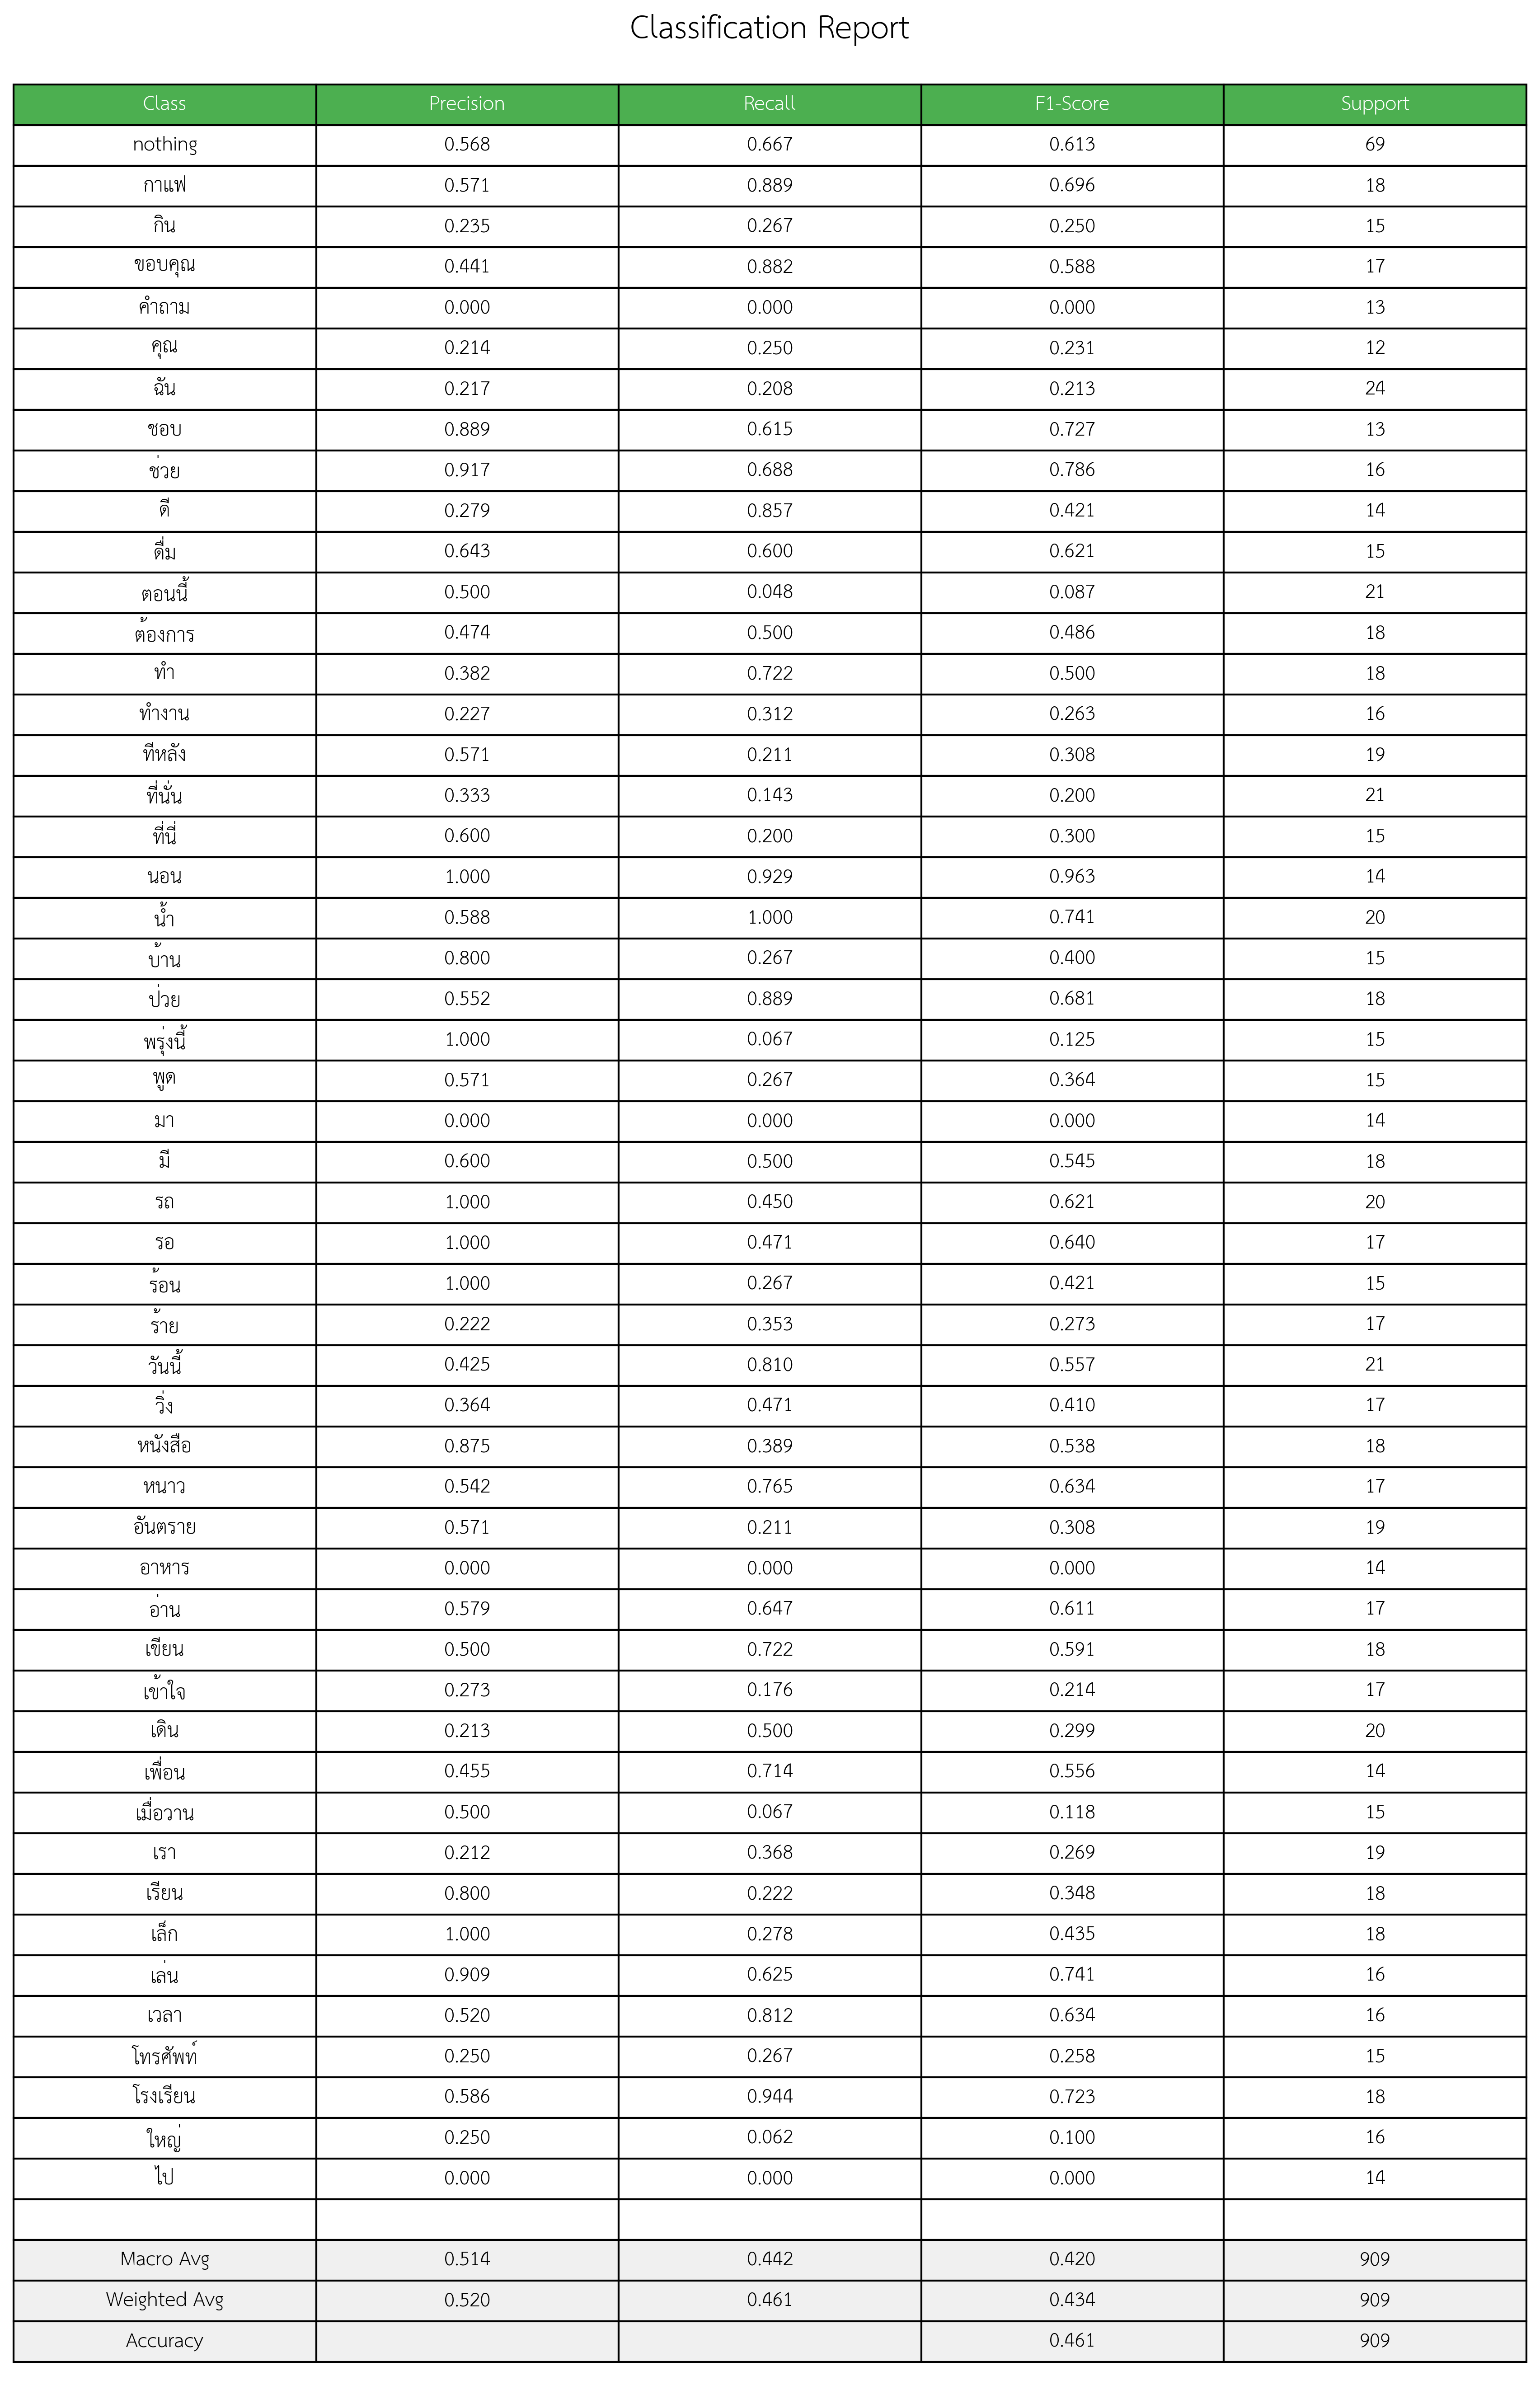 Classification Report
Class Precision Recall F1-Score Support
nothing 0.568 0.667 0.613 69
กาแฟ 0.571 0.889 0.696 18
กิน 0.235 0.267 0.250 15
ขอบคุณ 0.441 0.882 0.588 17
คำถาม 0.000 0.000 0.000 13
คุณ 0.214 0.250 0.231 12
ฉัน 0.217 0.208 0.213 24
ชอบ 0.889 0.615 0.727 13
ช่วย 0.917 0.688 0.786 16
ดี 0.279 0.857 0.421 14
ดื่ม 0.643 0.600 0.621 15
ตอนนี้ 0.500 0.048 0.087 21
ต้องการ 0.474 0.500 0.486 18
ทำ 0.382 0.722 0.500 18
ทำงาน 0.227 0.312 0.263 16
ทีหลัง 0.571 0.211 0.308 19
ที่นั่น 0.333 0.143 0.200 21
ที่นี่ 0.600 0.200 0.300 15
นอน 1.000 0.929 0.963 14
น้ำ 0.588 1.000 0.741 20
บ้าน 0.800 0.267 0.400 15
ป่วย 0.552 0.889 0.681 18
พรุ่งนี้ 1.000 0.067 0.125 15
พูด 0.571 0.267 0.364 15
มา 0.000 0.000 0.000 14
มี 0.600 0.500 0.545 18
รถ 1.000 0.450 0.621 20
รอ 1.000 0.471 0.640 17
ร้อน 1.000 0.267 0.421 15
ร้าย 0.222 0.353 0.273 17
วันนี้ 0.425 0.810 0.557 21
วิ่ง 0.364 0.471 0.410 17
หนังสือ 0.875 0.389 0.538 18
หนาว 0.542 0.765 0.634 17
อันตราย 0.571 0.211 0.308 19
อาหาร 0.000 0.000 0.000 14
อ่าน 0.579 0.647 0.611 17
เขียน 0.500 0.722 0.591 18
เข้าใจ 0.273 0.176 0.214 17
เดิน 0.213 0.500 0.299 20
เพื่อน 0.455 0.714 0.556 14
เมื่อวาน 0.500 0.067 0.118 15
เรา 0.212 0.368 0.269 19
เรียน 0.800 0.222 0.348 18
เล็ก 1.000 0.278 0.435 18
เล่น 0.909 0.625 0.741 16
เวลา 0.520 0.812 0.634 16
โทรศัพท์ 0.250 0.267 0.258 15
โรงเรียน 0.586 0.944 0.723 18
ใหญ่ 0.250 0.062 0.100 16
ไป 0.000 0.000 0.000 14
Macro Avg 0.514 0.442 0.420 909
Weighted Avg 0.520 0.461 0.434 909
Accuracy 0.461 909